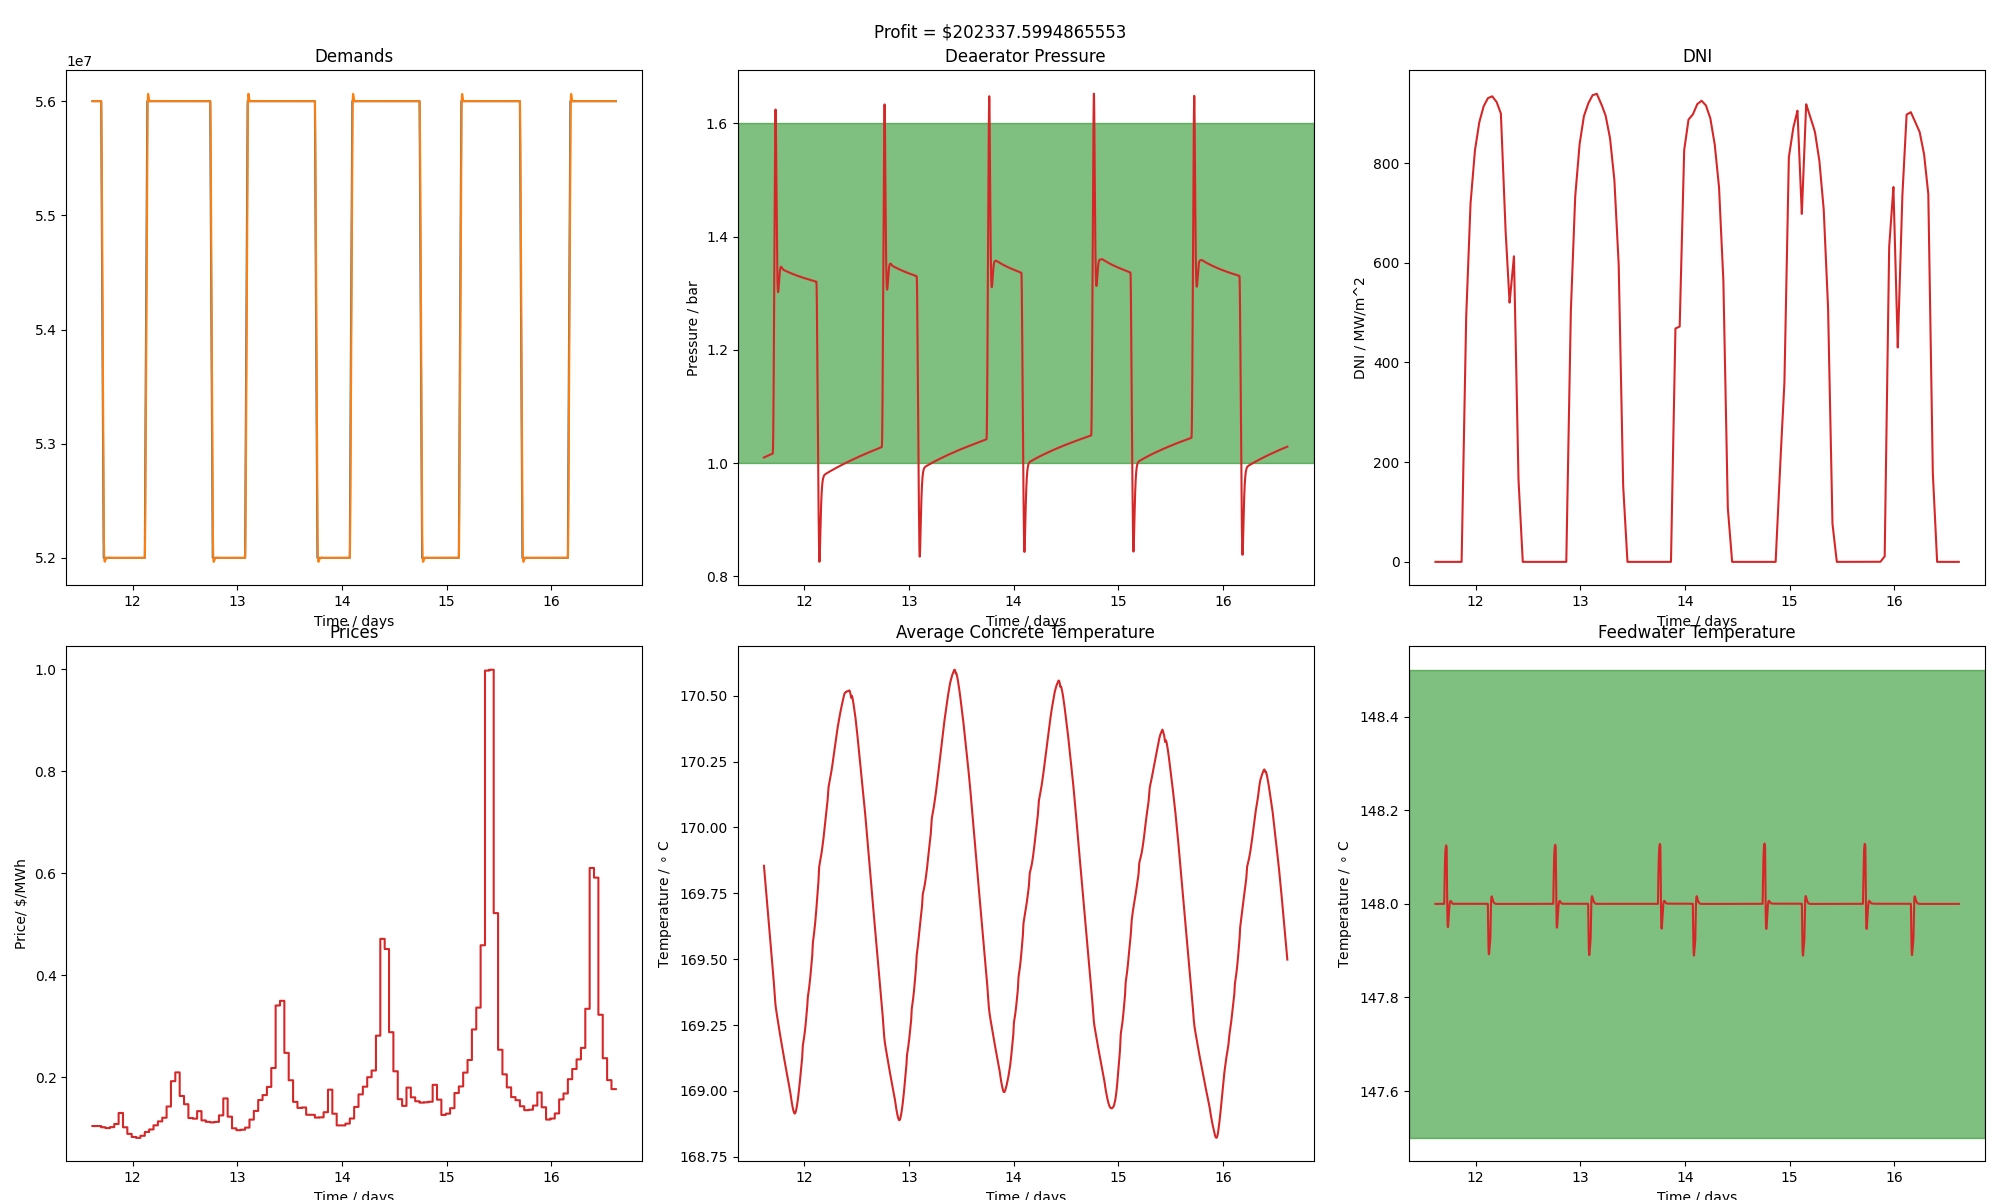 Profit = $202337.5994865553
Demands
1e7
5.6
5.5
5.4
5.3
5.2
12 13 14 15 16
Time / days
Deaerator Pressure
Pressure / bar
1.6
1.4
1.2
1.0
0.8
12 13 14 15 16
Time / days
DNI
DNI / MW/m^2
800
600
400
200
0
12 13 14 15 16
Time / days
Prices
Price/ $/MWh
1.0
0.8
0.6
0.4
0.2
12 13 14 15 16
Time / days
Average Concrete Temperature
Temperature / ∘ C
170.50
170.25
170.00
169.75
169.50
169.25
169.00
168.75
12 13 14 15 16
Time / days
Feedwater Temperature
Temperature / ∘ C
148.4
148.2
148.0
147.8
147.6
12 13 14 15 16
Time / days